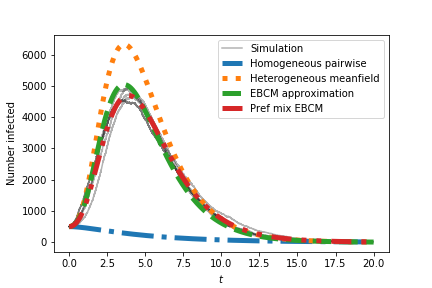 Simulation
Homogeneous pairwise
Heterogeneous meanfield
EBCM approximation
Pref mix EBCM
6000
5000
4000
3000
2000
1000
0
Number infected
0.0 2.5 5.0 7.5 10.0 12.5 15.0 17.5 20.0
t